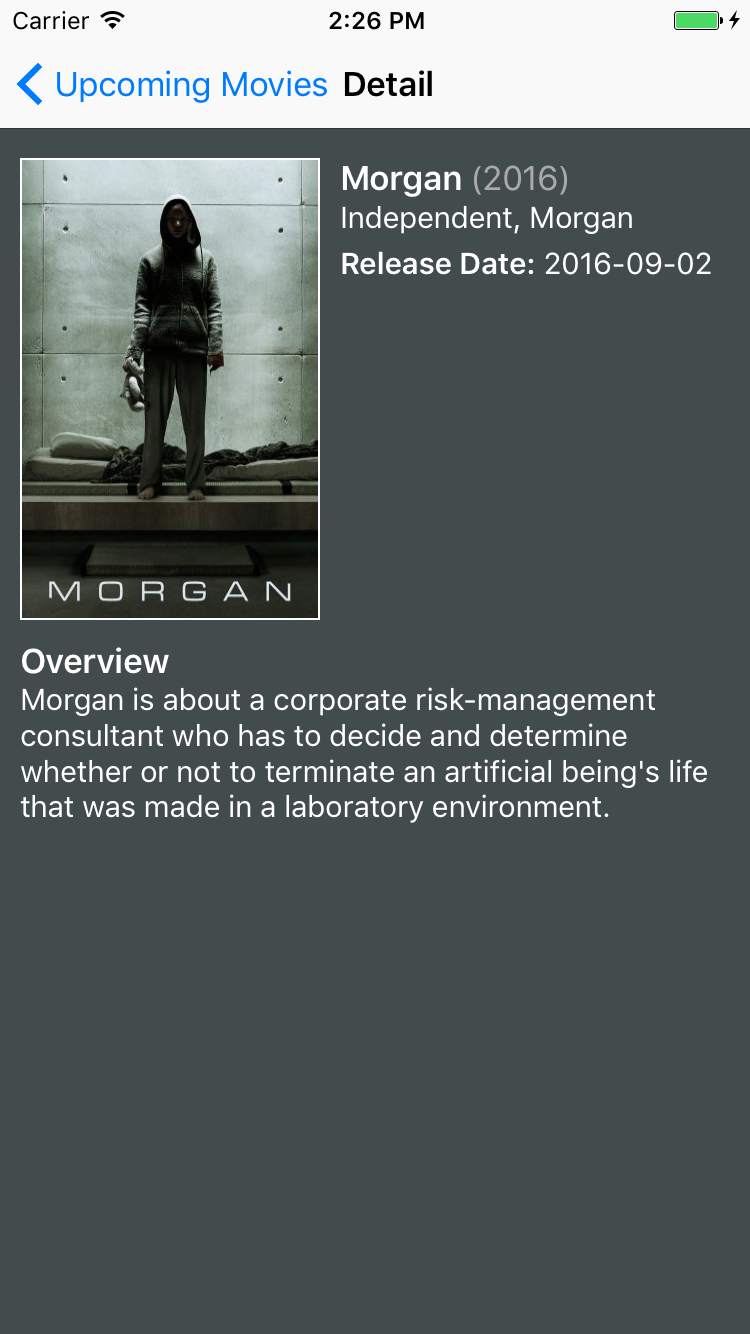 Carrier 2:26 PM
Upcoming Movies Detail
Morgan (2016)
Independent, Morgan
Release Date: 2016-09-02
MORGAN
Overview
Morgan is about a corporate risk-management
consultant who has to decide and determine
whether or not to terminate an artificial being's life
that was made in a laboratory environment.